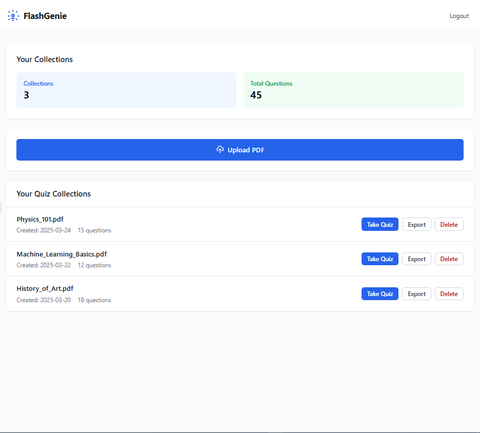 FlashGenie
Logout
Your Collections
Collections
3
Total Questions
45
Upload PDF
Your Quiz Collections
Physics_101.pdf
Created: 2025-03-24 15 questions
Take Quiz Export Delete
Machine_Learning_Basics.pdf
Created: 2025-03-22 12 questions
Take Quiz Export Delete
History_of_Art.pdf
Created: 2025-03-20 18 questions
Take Quiz Export Delete